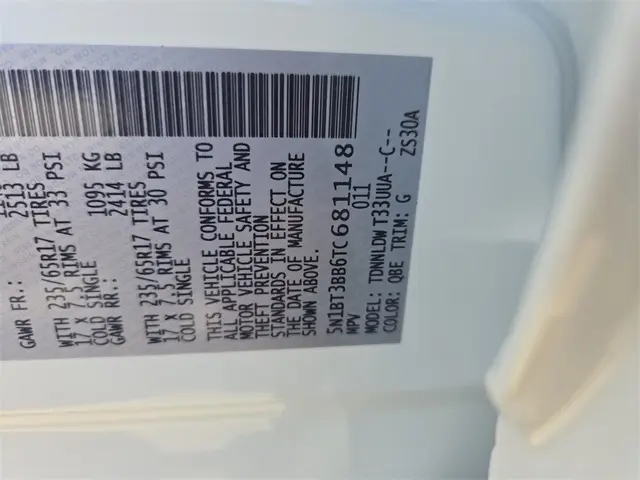 2513 LB
GAWR FR.:
WITH 235/65R17 TIRES
17 X 7.5 RIMS AT 33 PSI
COLD SINGLE
1095 KG
GAWR RR.: 2414 LB
WITH 235/65R17 TIRES
17 X 7.5 RIMS AT 30 PSI
COLD SINGLE
THIS VEHICLE CONFORMS TO
ALL APPLICABLE FEDERAL
MOTOR VEHICLE SAFETY AND
THEFT PREVENTION
STANDARDS IN EFFECT ON
THE DATE OF MANUFACTURE
SHOWN ABOVE.
5N1BT3BB6TC681148
MPV 011
MODEL: TDNNLDW T33UUA--C--
COLOR: QBE TRIM: G ZS30A